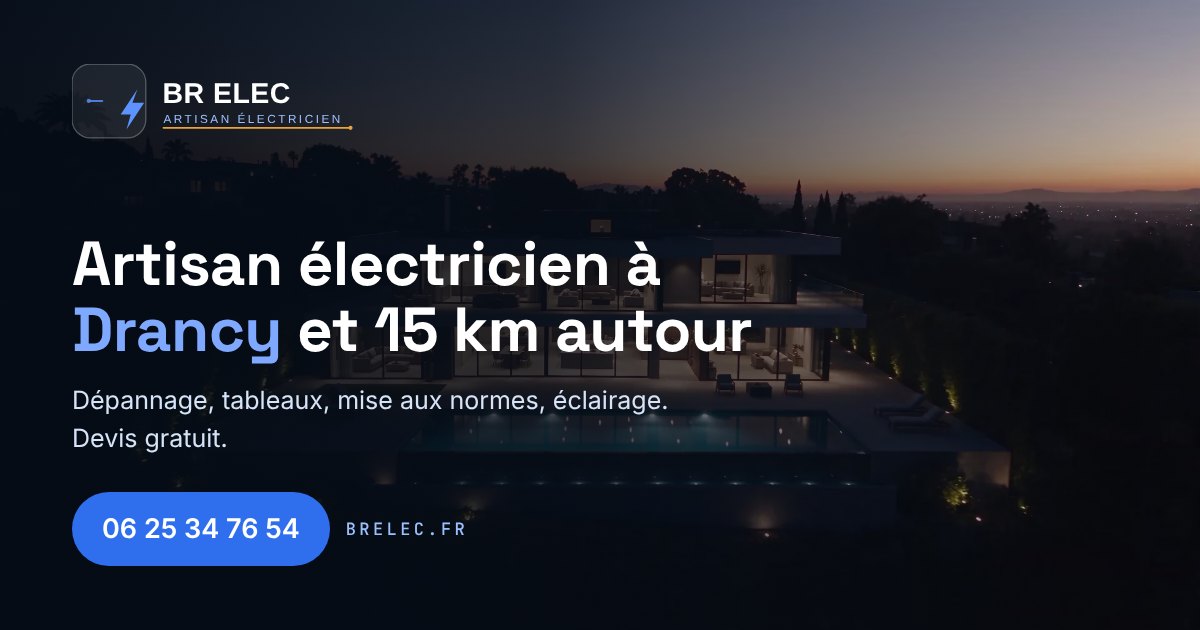 BR ELEC
ARTISAN ÉLECTRICIEN
Artisan électricien à
Drancy et 15 km autour
Dépannage, tableaux, mise aux normes, éclairage.
Devis gratuit.
06 25 34 76 54
BRELEC.FR